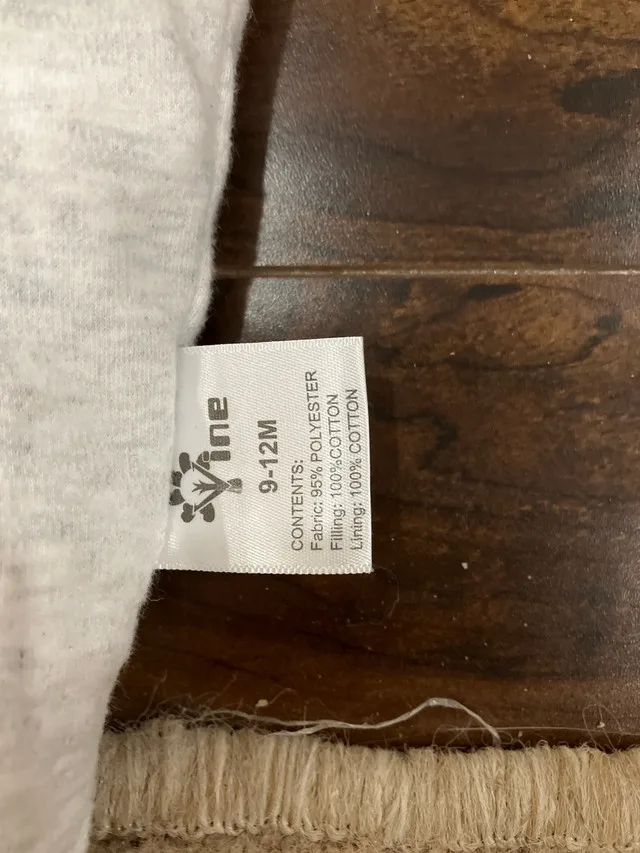 Vine
9-12M
CONTENTS:
Fabric: 95% POLYESTER
Filling: 100%COTTON
Lining: 100% COTTON